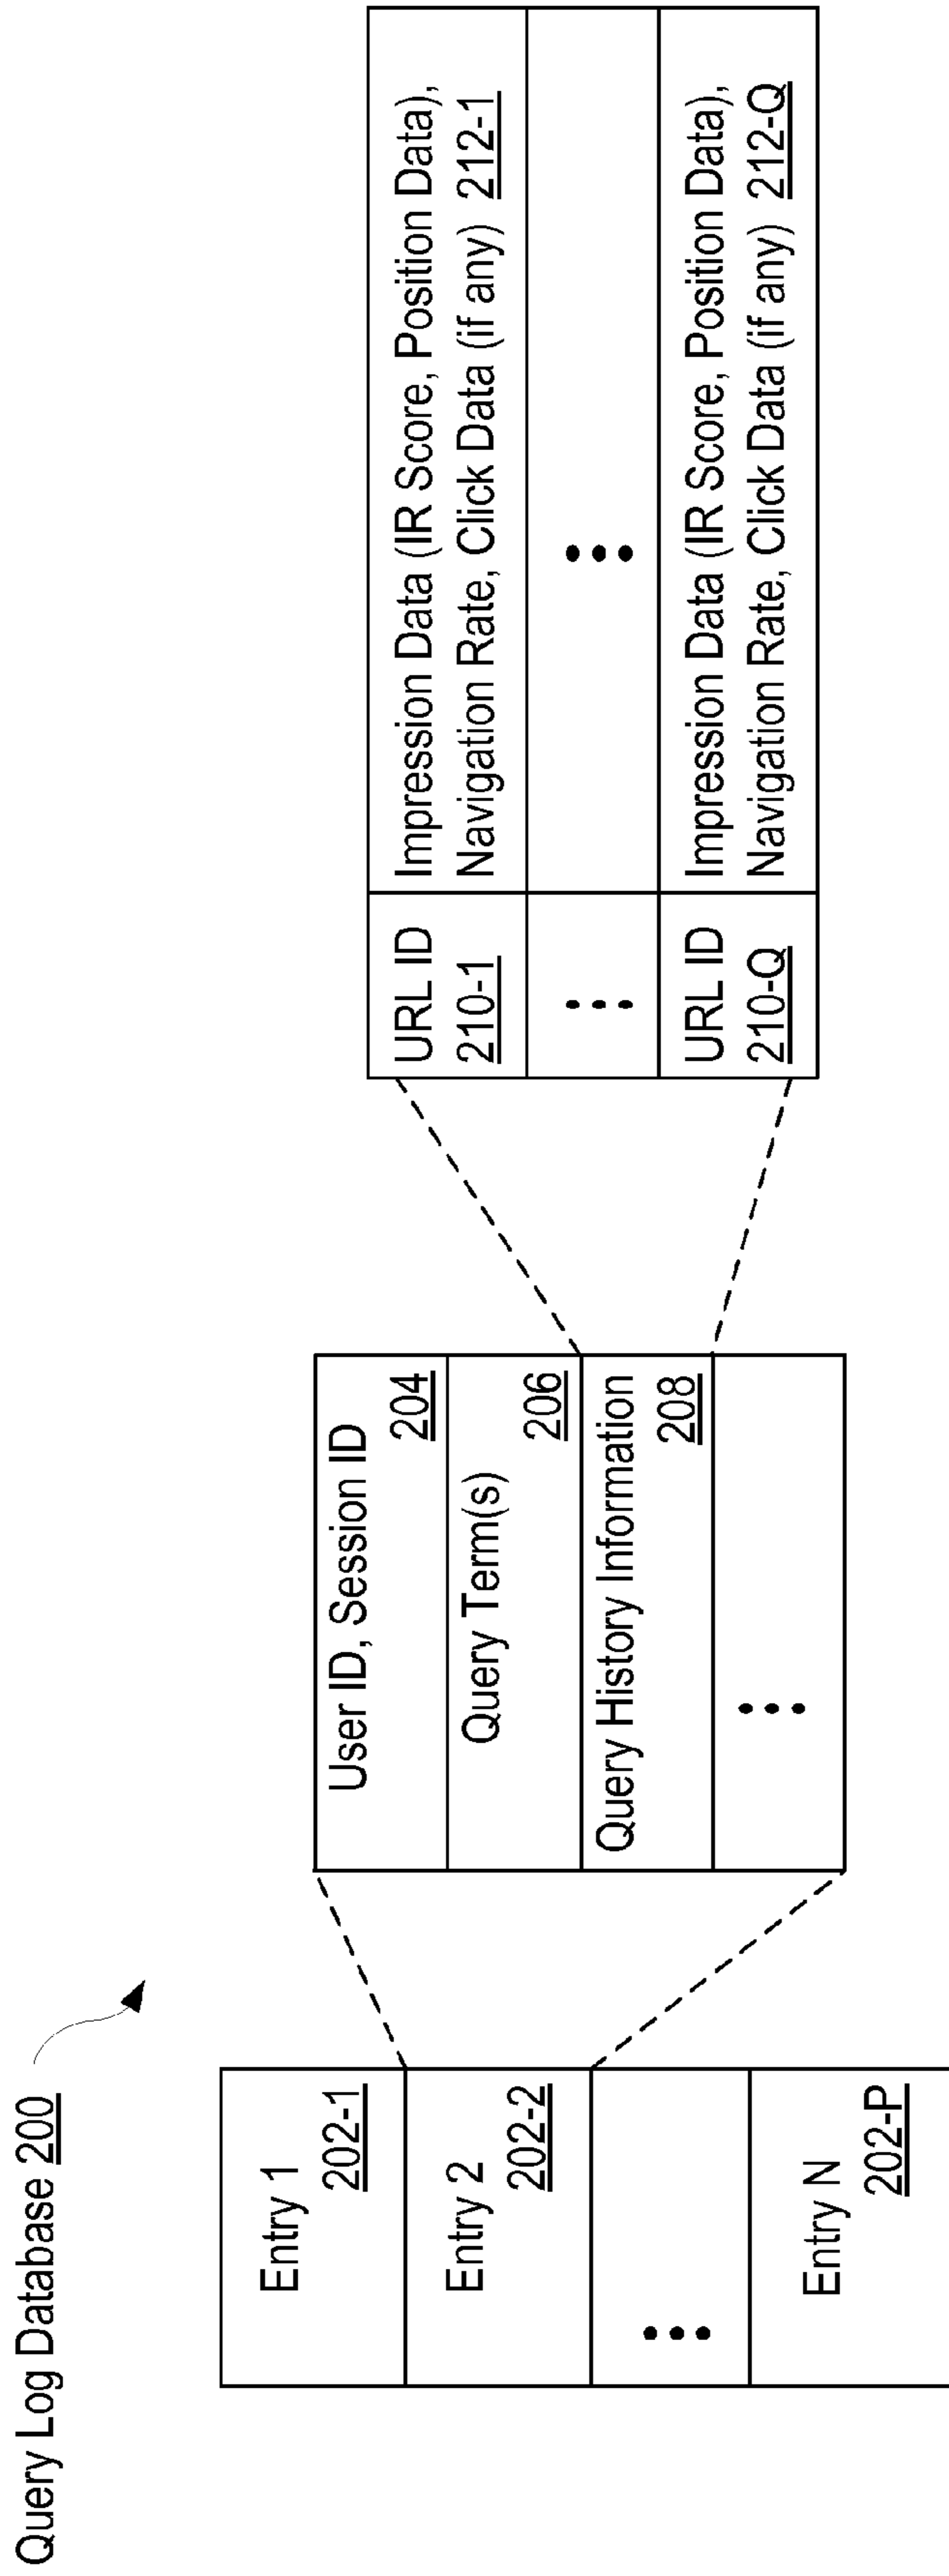 Query Log Database 200
Entry 1
202-1
Entry 2
202-2
Entry N
202-P
User ID, Session ID
204
Query Term(s)
206
Query History Information
208
URL ID
210-1
Impression Data (IR Score, Position Data),
Navigation Rate, Click Data (if any) 212-1
URL ID
210-Q
Impression Data (IR Score, Position Data),
Navigation Rate, Click Data (if any) 212-Q